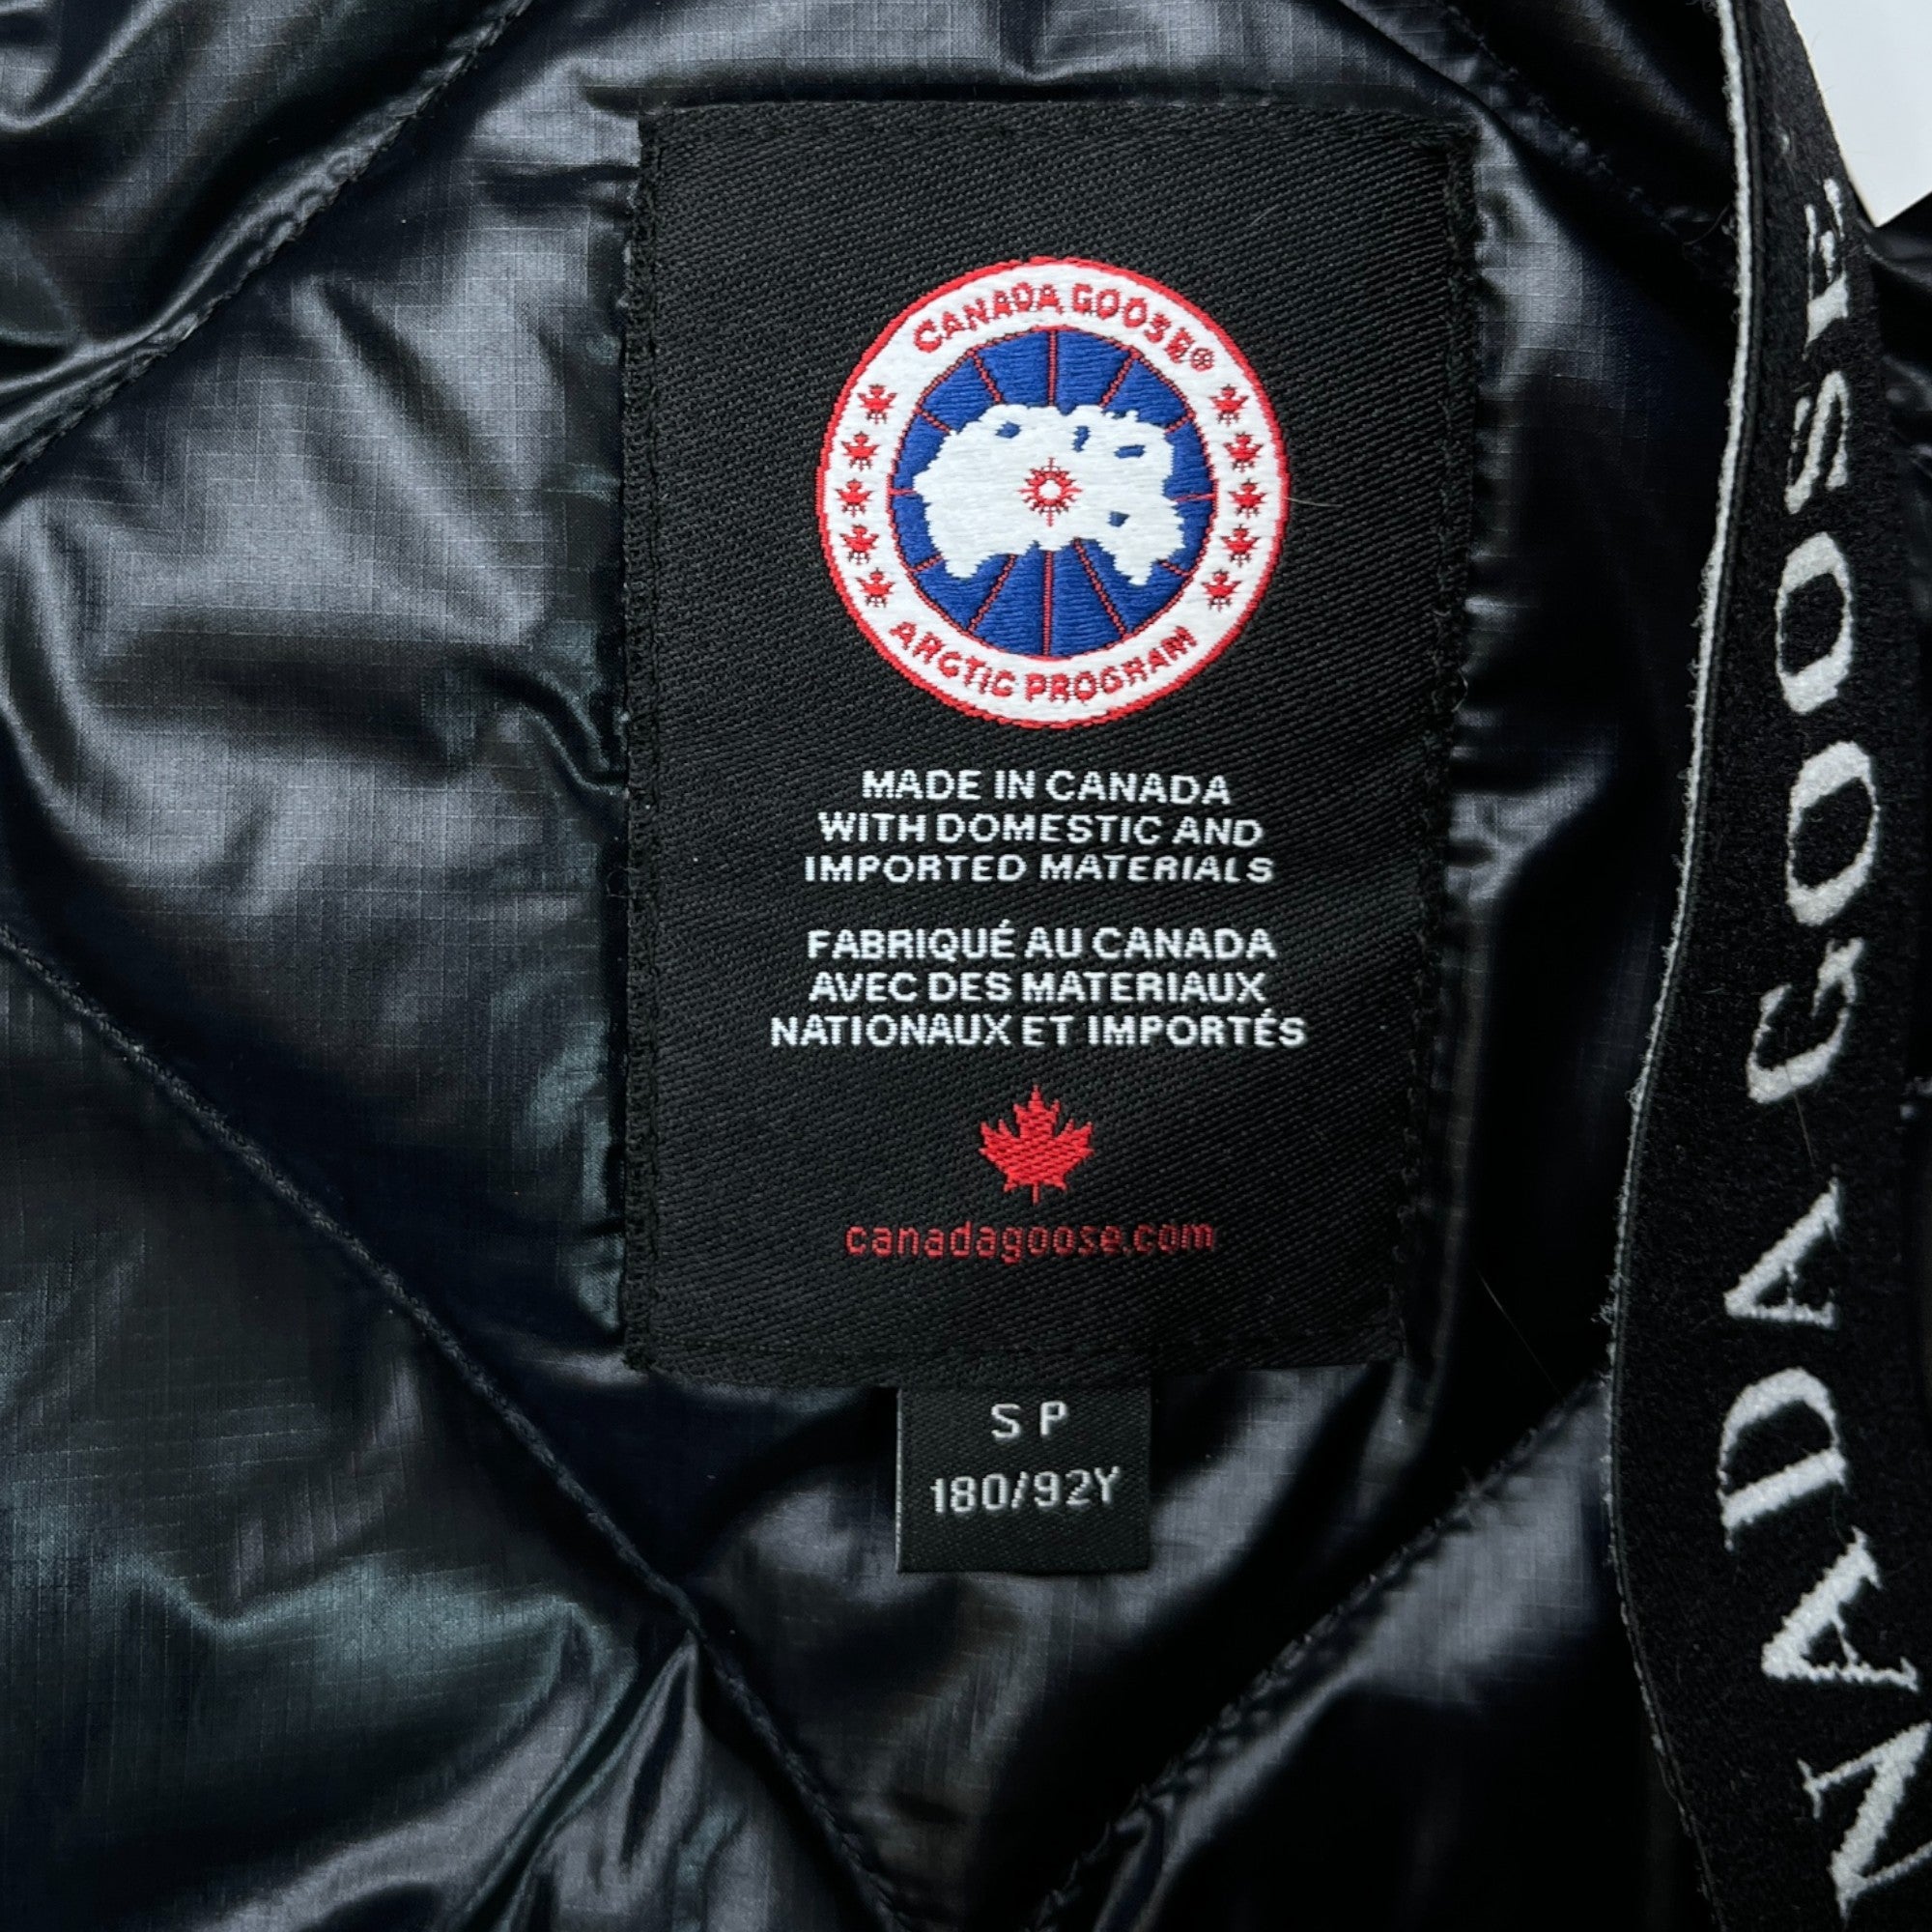 CANADA GOOSE®
ARCTIC PROGRAM
MADE IN CANADA
WITH DOMESTIC AND
IMPORTED MATERIALS
FABRIQUÉ AU CANADA
AVEC DES MATERIAUX
NATIONAUX ET IMPORTÉS
canadagoose.com
S P
180/92Y
NADA GOOSE